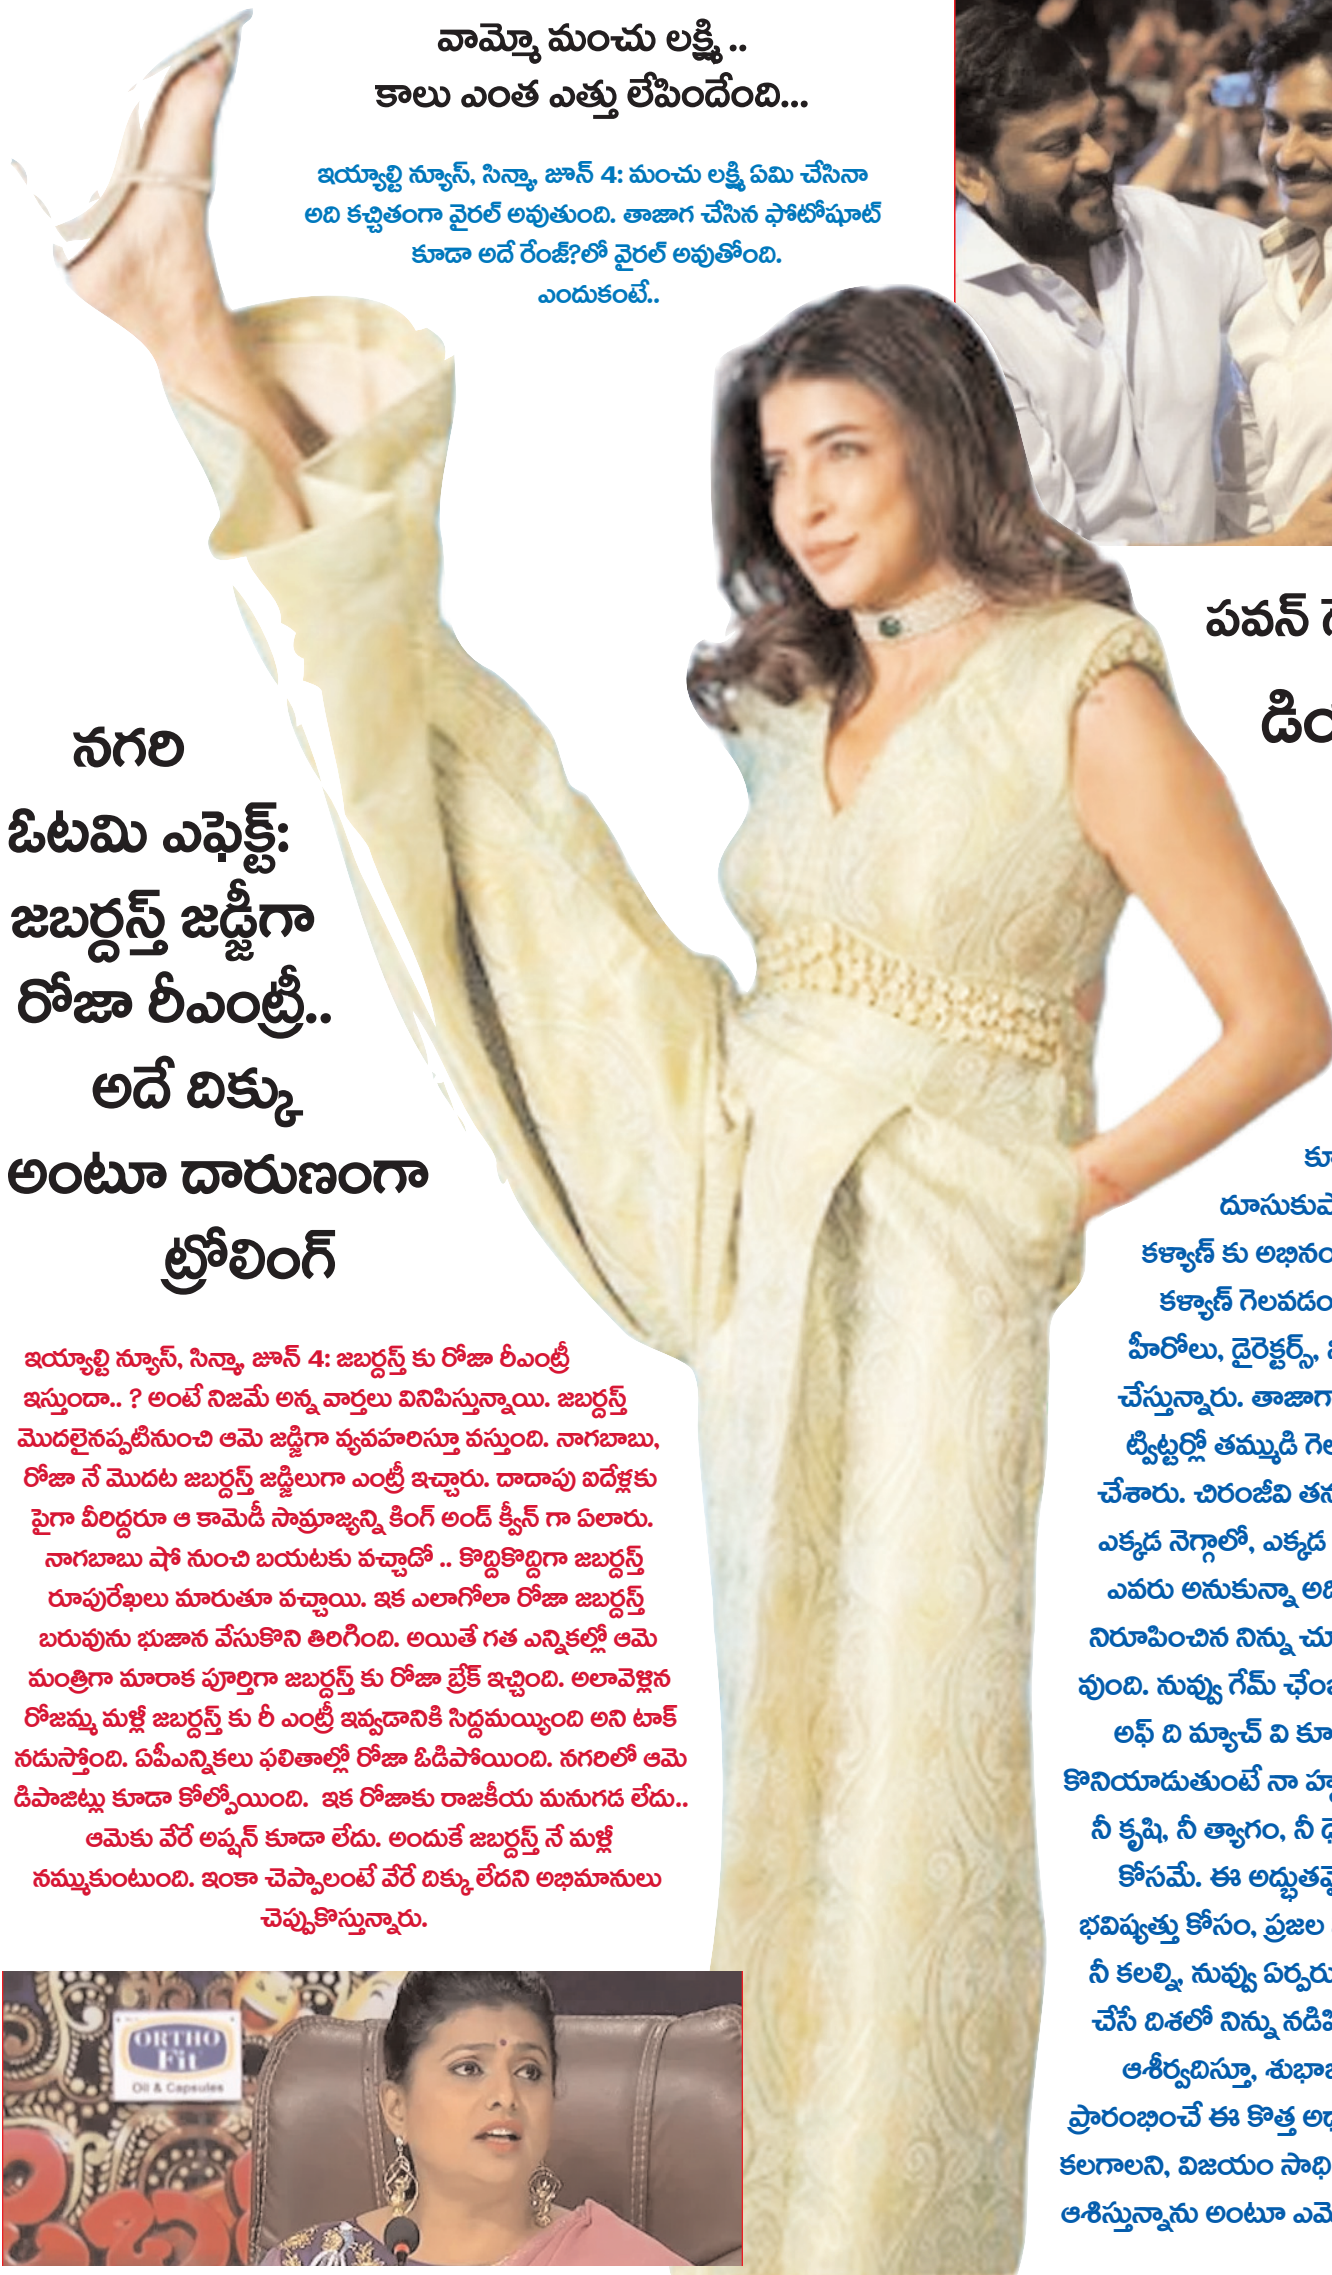 వామ్మో మంచు లక్ష్మి ..
కాలు ఎంత ఎత్తు లేపిందేంది...
ఇయ్యాల్టి న్యూస్, సిన్మా, జూన్ 4: మంచు లక్ష్మి ఏమి చేసినా
అది కచ్చితంగా వైరల్ అవుతుంది. తాజాగ చేసిన ఫోటోషూట్
కూడా అదే రేంజ్?లో వైరల్ అవుతోంది.
ఎందుకంటే..
నగరి
ఓటమి ఎఫెక్ట్:
జబర్దస్త్ జడ్జీగా
రోజా రీఎంట్రీ..
అదే దిక్కు
అంటూ దారుణంగా
ట్రోలింగ్
ఇయ్యాల్టి న్యూస్, సిన్మా, జూన్ 4: జబర్దస్త్ కు రోజా రీఎంట్రీ
ఇస్తుందా.. ? అంటే నిజమే అన్న వార్తలు వినిపిస్తున్నాయి. జబర్దస్త్
మొదలైనప్పటినుంచి ఆమె జడ్జిగా వ్యవహరిస్తూ వస్తుంది. నాగబాబు,
రోజా నే మొదట జబర్దస్త్ జడ్జిలుగా ఎంట్రీ ఇచ్చారు. దాదాపు ఐదేళ్లకు
పైగా వీరిద్దరూ ఆ కామెడీ సామ్రాజ్యన్ని కింగ్ అండ్ క్వీన్ గా ఏలారు.
నాగబాబు షో నుంచి బయటకు వచ్చాడో .. కొద్దికొద్దిగా జబర్దస్త్
రూపురేఖలు మారుతూ వచ్చాయి. ఇక ఎలాగోలా రోజా జబర్దస్త్
బరువును భుజాన వేసుకొని తిరిగింది. అయితే గత ఎన్నికల్లో ఆమె
మంత్రిగా మారాక పూర్తిగా జబర్దస్త్ కు రోజా బ్రేక్ ఇచ్చింది. అలావెళ్లిన
రోజమ్మ మళ్లీ జబర్దస్త్ కు రీ ఎంట్రీ ఇవ్వడానికి సిద్దమయ్యింది అని టాక్
నడుస్తోంది. ఏపీఎన్నికలు ఫలితాల్లో రోజా ఓడిపోయింది. నగరిలో ఆమె
డిపాజిట్లు కూడా కోల్పోయింది. ఇక రోజాకు రాజకీయ మనుగడ లేదు..
ఆమెకు వేరే అప్షన్ కూడా లేదు. అందుకే జబర్దస్త్ నే మళ్లీ
నమ్ముకుంటుంది. ఇంకా చెప్పాలంటే వేరే దిక్కు లేదని అభిమానులు
చెప్పుకొస్తున్నారు.
ORTHO
Fit
Oil & Capsules
పవన్
కళ్యాణ్ కు
కళ్యాణ్
హీరోలు, డైరెక్టర్స్,
చేస్తున్నారు.
ట్విట్టర్లో తమ్ముడి
చేశారు. చిరంజీవి
ఎక్కడ నెగ్గాలో, ఎక్కడ
ఎవరు అనుకున్నా
నిరూపించిన నిన్ను
వుంది. నువ్వు గేమ్
అఫ్ ది మ్యాచ్ వి
కొనియాడుతుంటే నా
నీ కృషి, నీ త్యాగం, నీ
కోసమే. ఈ
భవిష్యత్తు కోసం, ప్రజల
నీ కలల్ని, నువ్వు
చేసే దిశలో నిన్ను
ఆశీర్వదిస్తూ,
ప్రారంభించే ఈ కొత్త
కలగాలని, విజయం
ఆశిస్తున్నాను అంటూ